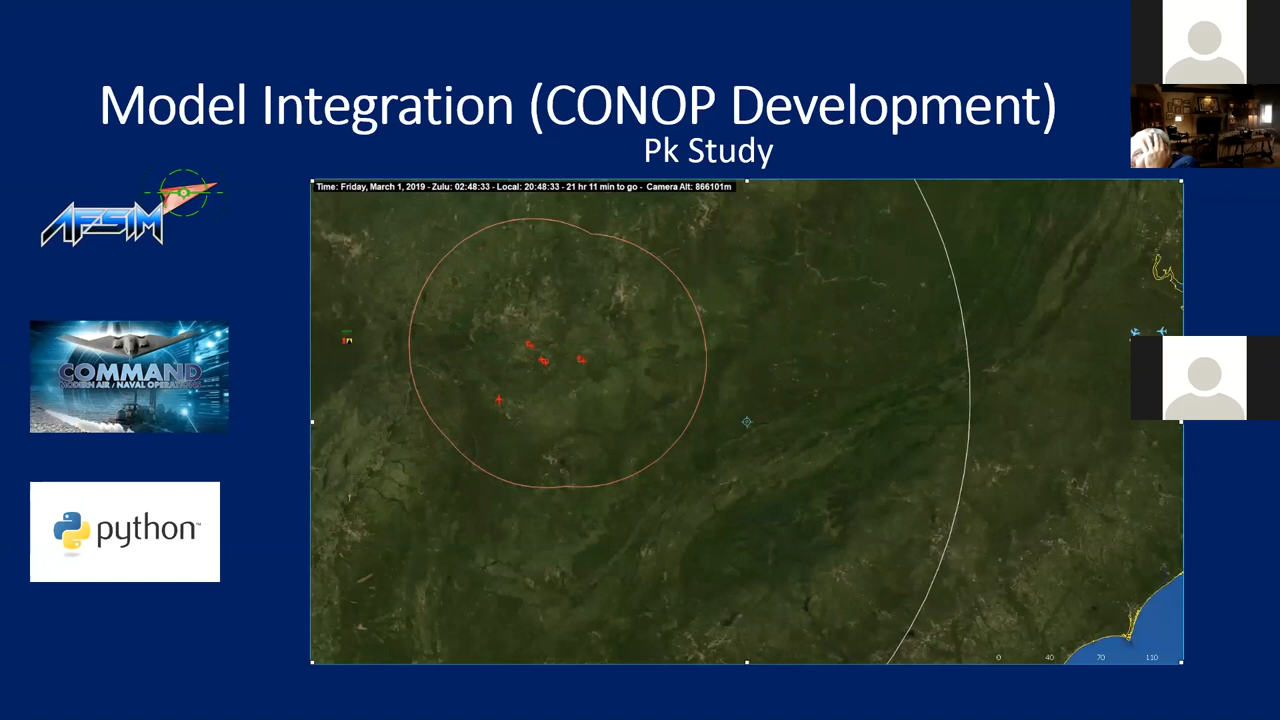 Model Integration (CONOP Development)
Pk Study
Time: Friday, March 1, 2019 - Zulu: 02:48:33 - Local: 20:48:33 - 21 hr 11 min to go - Camera Alt: 866101m
AFSIM
COMMAND
MODERN AIR / NAVAL OPERATIONS
python™
0 40 70 110